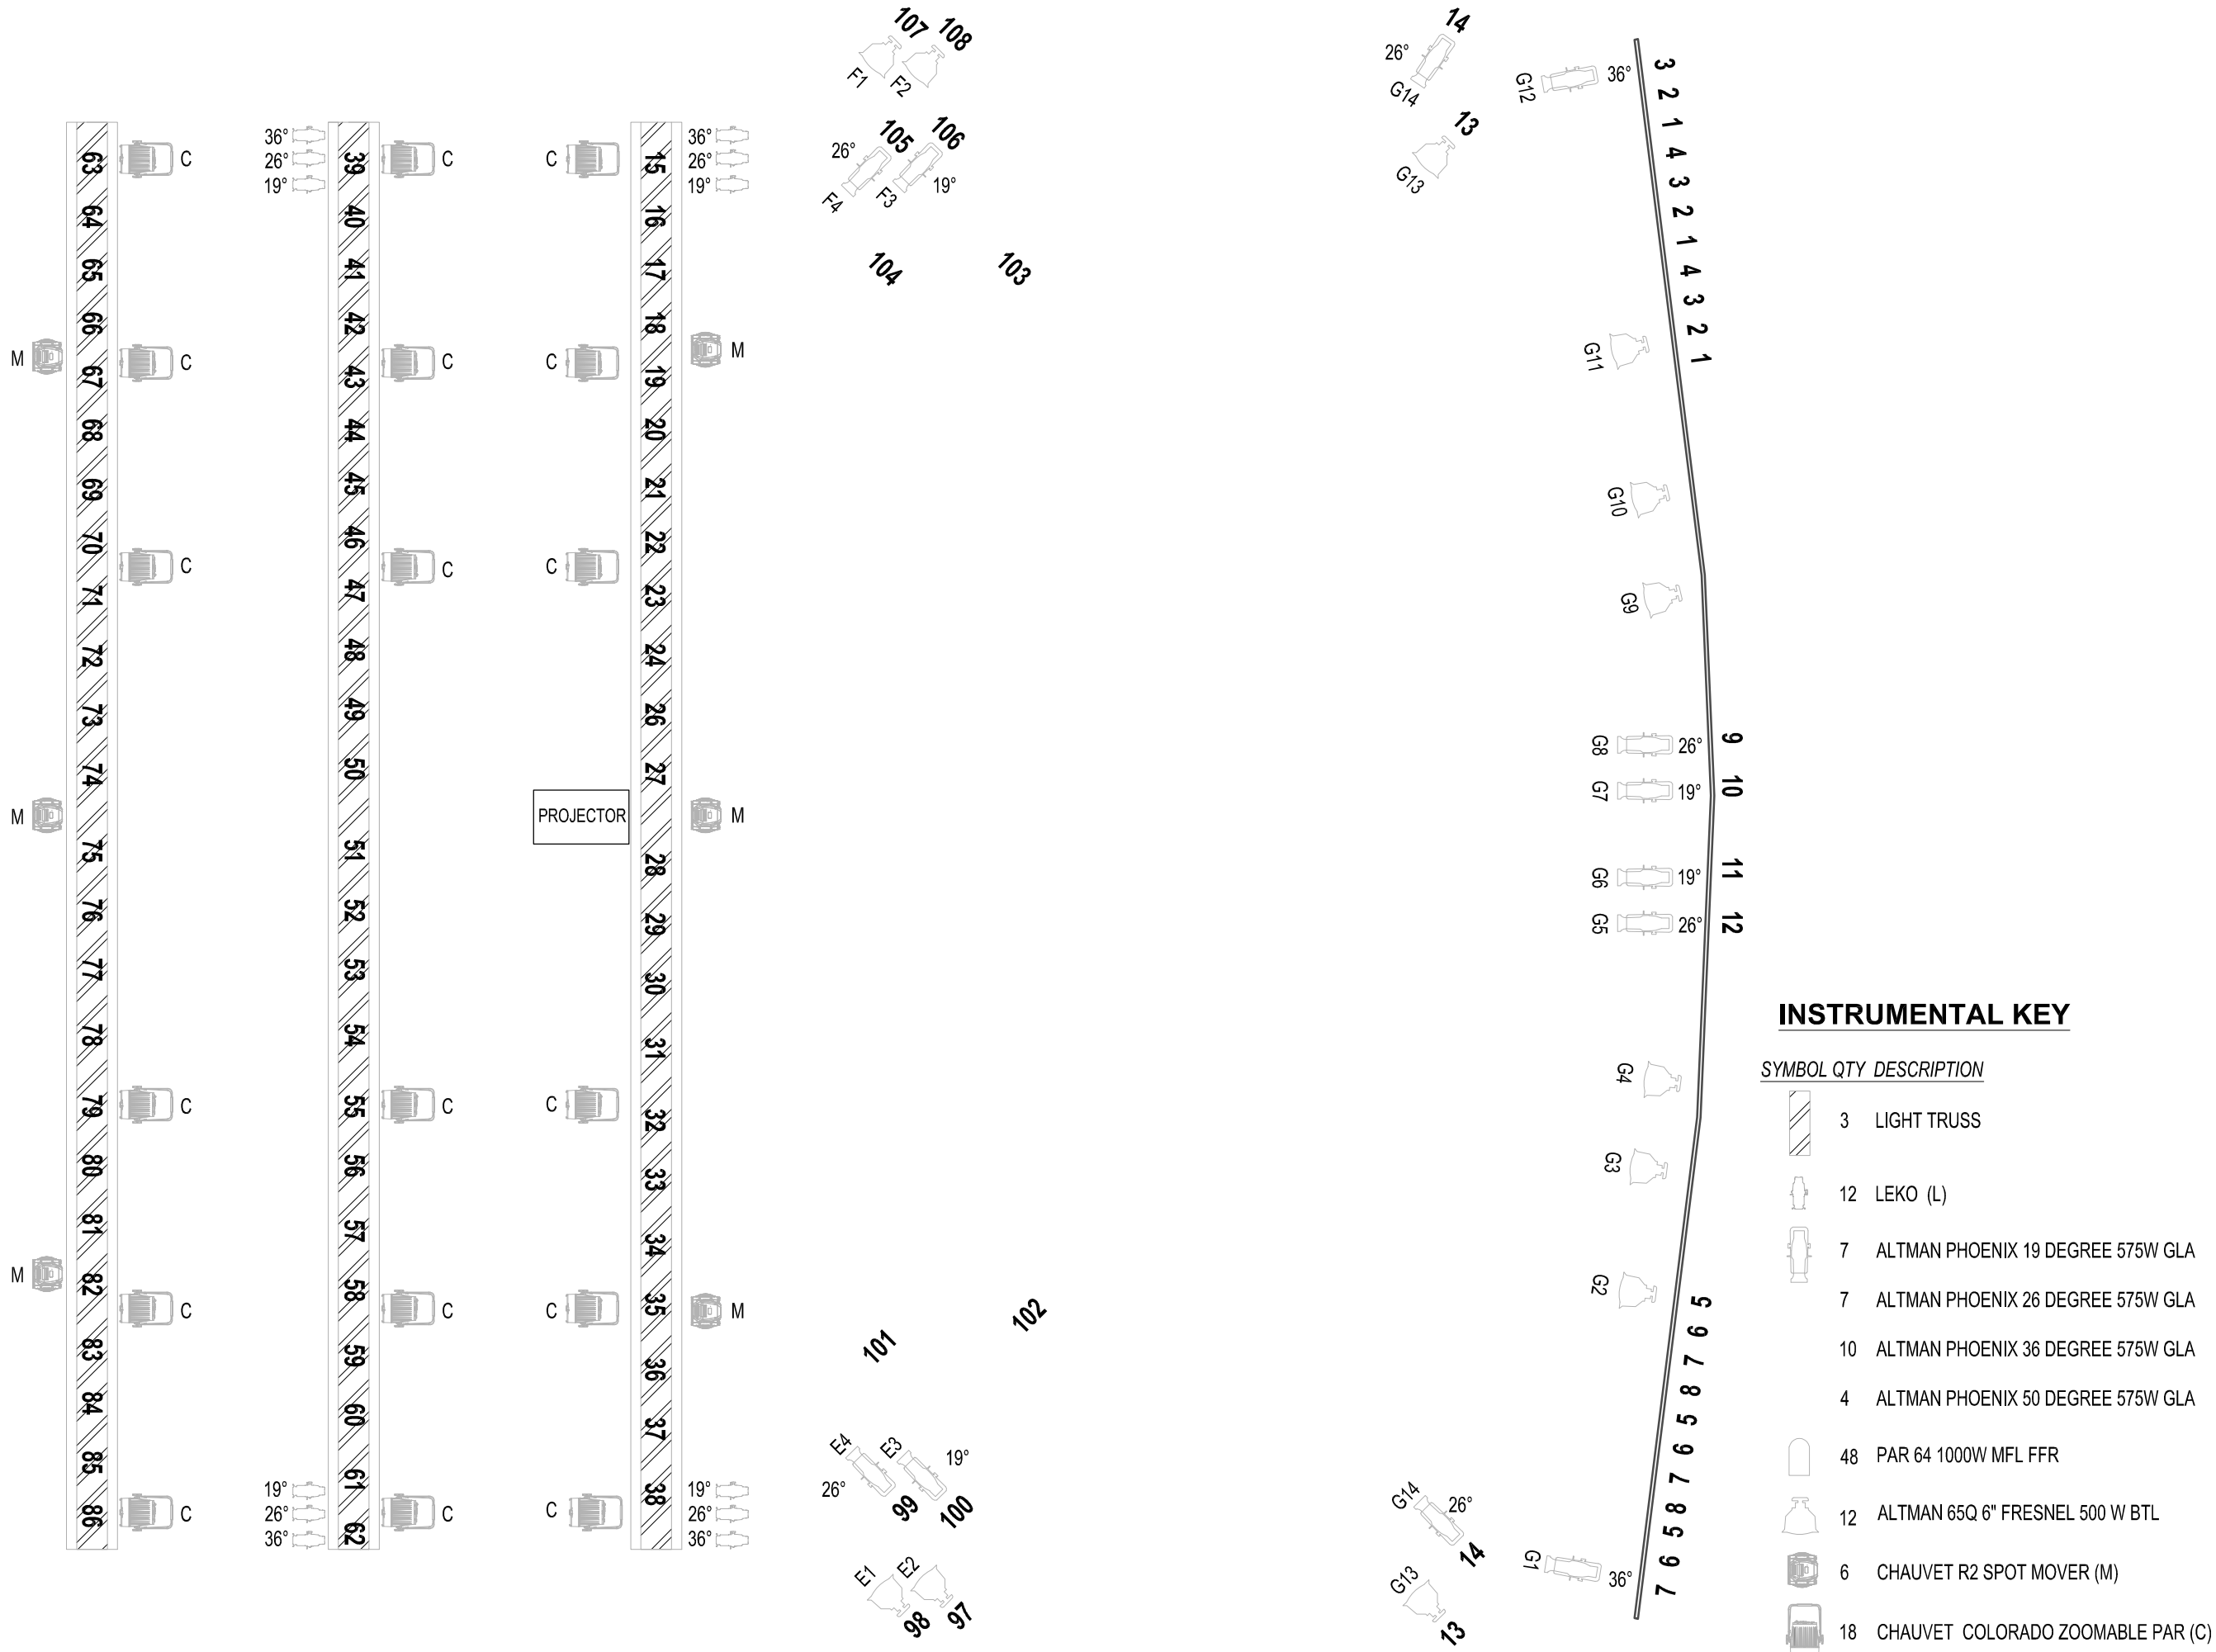 107 108
F1 F2
105 106
26° 19°
F4 F3
104 103
14
26°
G14
13
G13
G12 36°
3
2
1
4
3
2
1
4
3
2
1
G11
G10
G9
G8 26° 9
G7 19° 10
G6 19° 11
G5 26° 12
G4
G3
G2
5
6
7
8
5
6
7
8
5
6
7
G1 36°
G14 26°
14
G13
13
101 102
E4 E3 19°
26°
99 100
E1 E2
98 97
63
64
65
66
67
68
69
70
71
72
73
74
75
76
77
78
79
80
81
82
83
84
85
86
C
C
C
C
C
C
M
M
M
36°
26°
19°
39
40
41
42
43
44
45
46
47
48
49
50
51
52
53
54
55
56
57
58
59
60
61
62
19°
26°
36°
C
C
C
C
C
C
C
C
C
C
C
C
PROJECTOR
15
16
17
18
19
20
21
22
23
24
26
27
28
29
30
31
32
33
34
35
36
37
38
36°
26°
19°
M
M
M
19°
26°
36°
INSTRUMENTAL KEY
SYMBOL QTY DESCRIPTION
3 LIGHT TRUSS
12 LEKO (L)
7 ALTMAN PHOENIX 19 DEGREE 575W GLA
7 ALTMAN PHOENIX 26 DEGREE 575W GLA
10 ALTMAN PHOENIX 36 DEGREE 575W GLA
4 ALTMAN PHOENIX 50 DEGREE 575W GLA
48 PAR 64 1000W MFL FFR
12 ALTMAN 65Q 6" FRESNEL 500 W BTL
6 CHAUVET R2 SPOT MOVER (M)
18 CHAUVET COLORADO ZOOMABLE PAR (C)